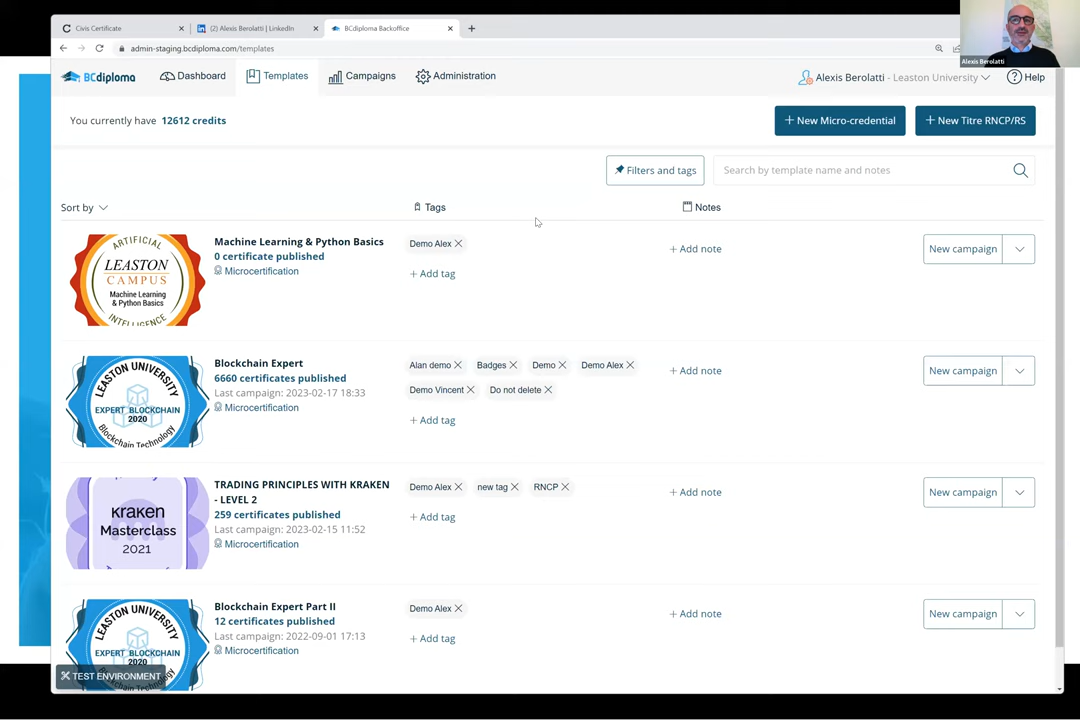 Civis Certificate
(2) Alexis Berolatti | LinkedIn
BCdiploma Backoffice
admin-staging.bcdiploma.com/templates
Alexis Berolatti
BCdiploma
Dashboard
Templates
Campaigns
Administration
Alexis Berolatti - Leaston University
Help
You currently have 12612 credits
+ New Micro-credential
+ New Titre RNCP/RS
Filters and tags
Search by template name and notes
Sort by
Tags
Notes
ARTIFICIAL
LEASTON
CAMPUS
Machine Learning
& Python Basics
INTELLIGENCE
Machine Learning & Python Basics
0 certificate published
Microcertification
Demo Alex
+ Add tag
+ Add note
New campaign
LEASTON UNIVERSITY
EXPERT BLOCKCHAIN
2020
Blockchain Technology
Blockchain Expert
6660 certificates published
Last campaign: 2023-02-17 18:33
Microcertification
Alan demo
Badges
Demo
Demo Alex
Demo Vincent
Do not delete
+ Add tag
+ Add note
New campaign
kraken
Masterclass
2021
TRADING PRINCIPLES WITH KRAKEN
- LEVEL 2
259 certificates published
Last campaign: 2023-02-15 11:52
Microcertification
Demo Alex
new tag
RNCP
+ Add tag
+ Add note
New campaign
LEASTON UNIVERSITY
EXPERT BLOCKCHAIN
2020
Blockchain Expert Part II
12 certificates published
Last campaign: 2022-09-01 17:13
Microcertification
Demo Alex
+ Add tag
+ Add note
New campaign
TEST ENVIRONMENT